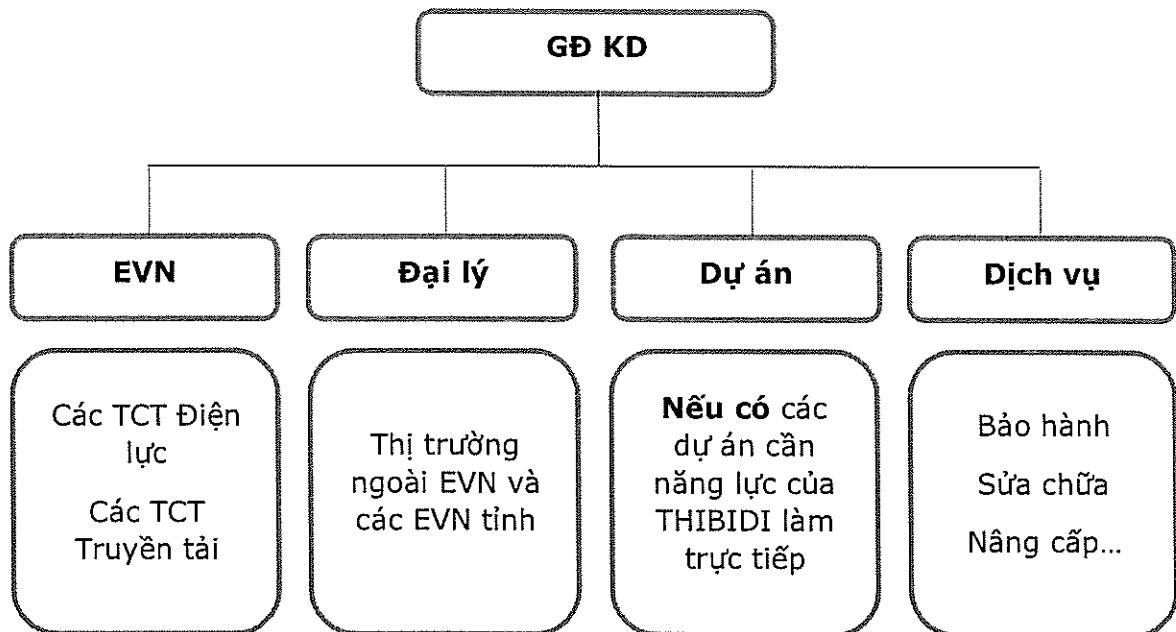 GĐ KD
EVN
Đại lý
Dự án
Dịch vụ
Các TCT Điện
lực
Các TCT
Truyền tải
Thị trường
ngoài EVN và
các EVN tỉnh
Nếu có các
dự án cần
năng lực của
THIBIDI làm
trực tiếp
Bảo hành
Sửa chữa
Nâng cấp...